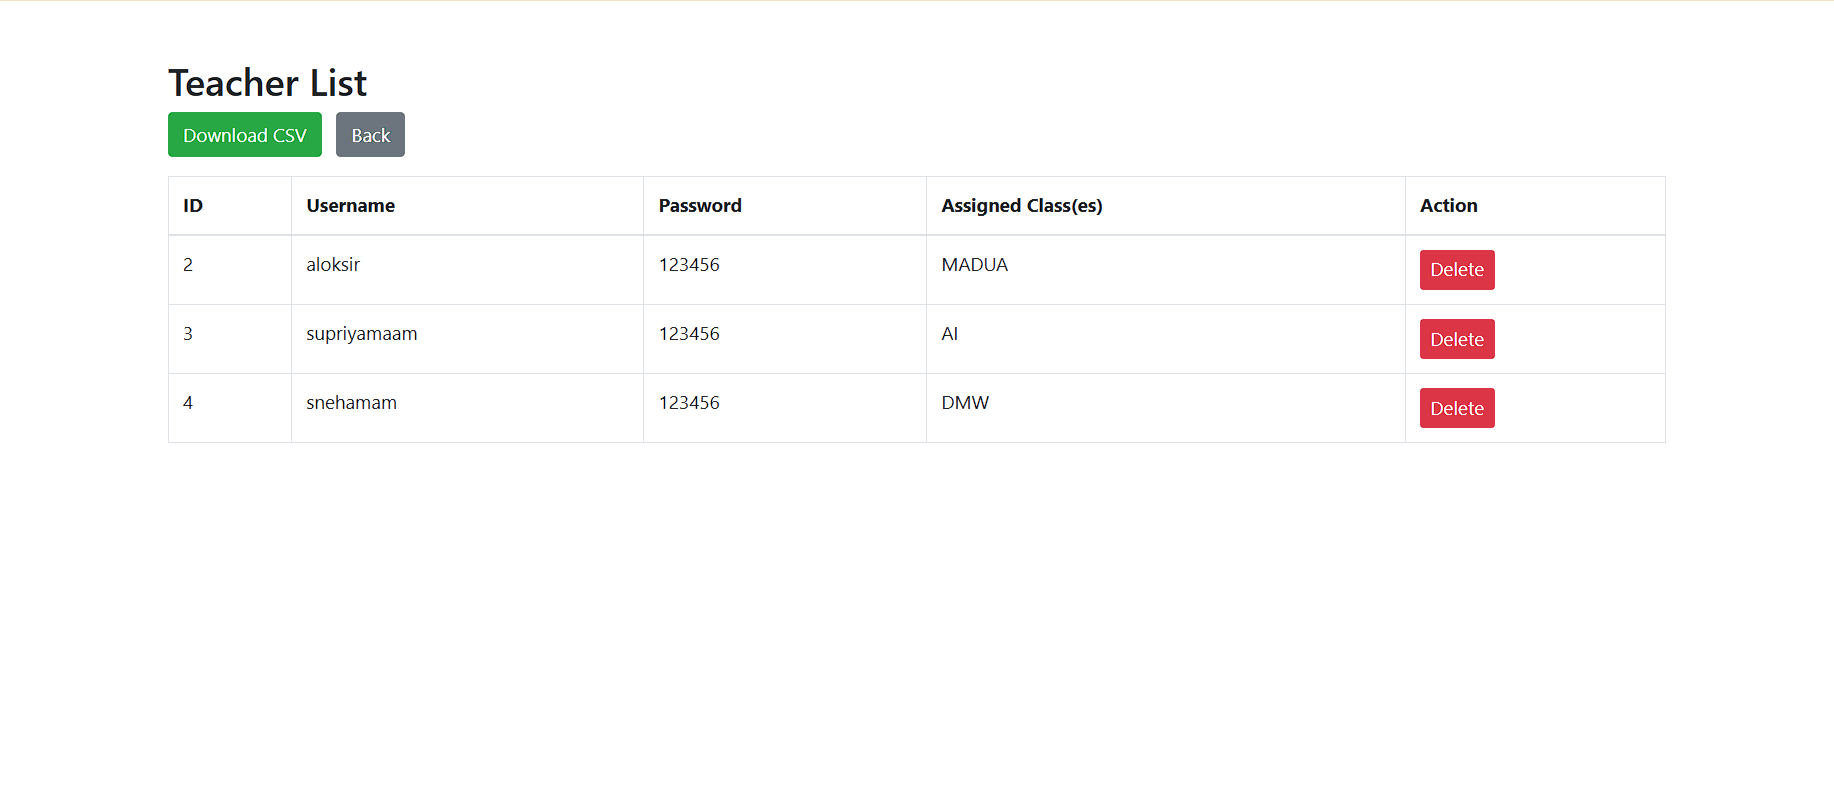 Teacher List
Download CSV Back
ID Username Password Assigned Class(es) Action
2 aloksir 123456 MADUA Delete
3 supriyamaam 123456 AI Delete
4 snehamam 123456 DMW Delete